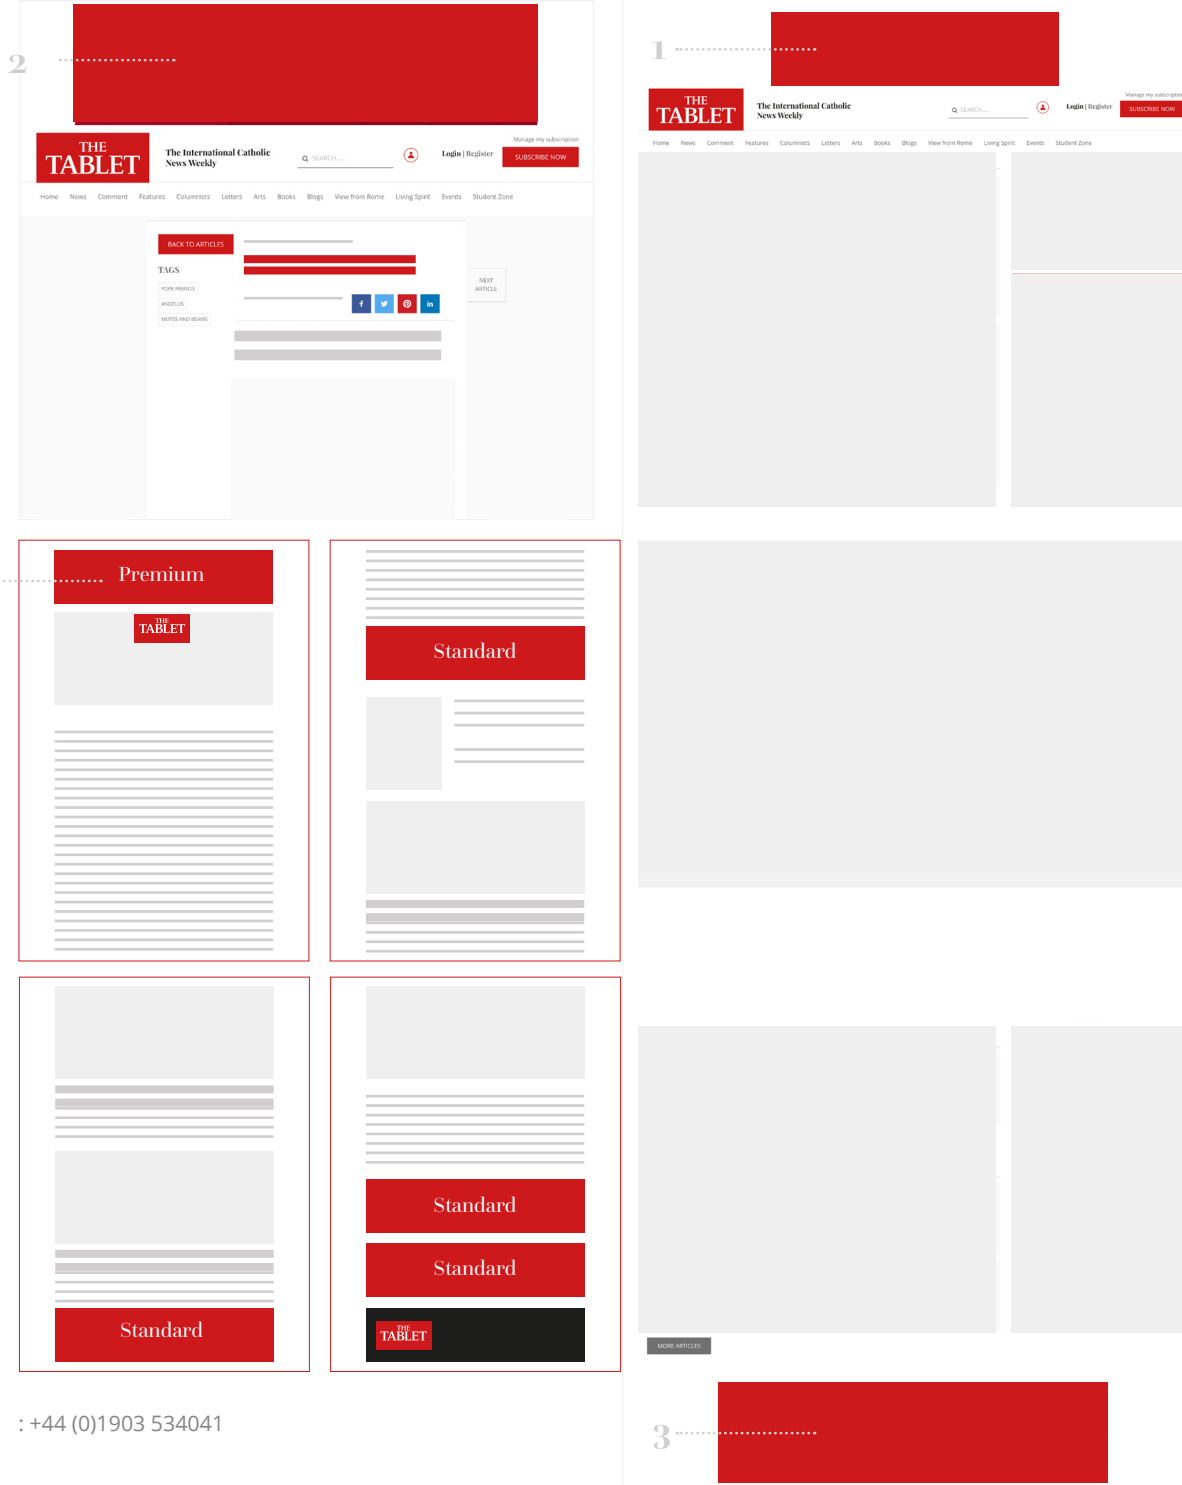 2
THE
TABLET
The International Catholic
News Weekly
SEARCH....
Manage my subscription
Login | Register
SUBSCRIBE NOW
Home News Comment Features Columnists Letters Arts Books Blogs View from Rome Living Spirit Events Student Zone
BACK TO ARTICLES
TAGS
POPE FRANCIS
ANGELUS
MOTES AND BEAMS
NEXT
ARTICLE
Premium
THE
TABLET
Standard
Standard
Standard
Standard
THE
TABLET
: +44 (0)1903 534041
1
THE
TABLET
The International Catholic
News Weekly
SEARCH....
Manage my subscription
Login | Register
SUBSCRIBE NOW
Home News Comment Features Columnists Letters Arts Books Blogs View from Rome Living Spirit Events Student Zone
MORE ARTICLES
3